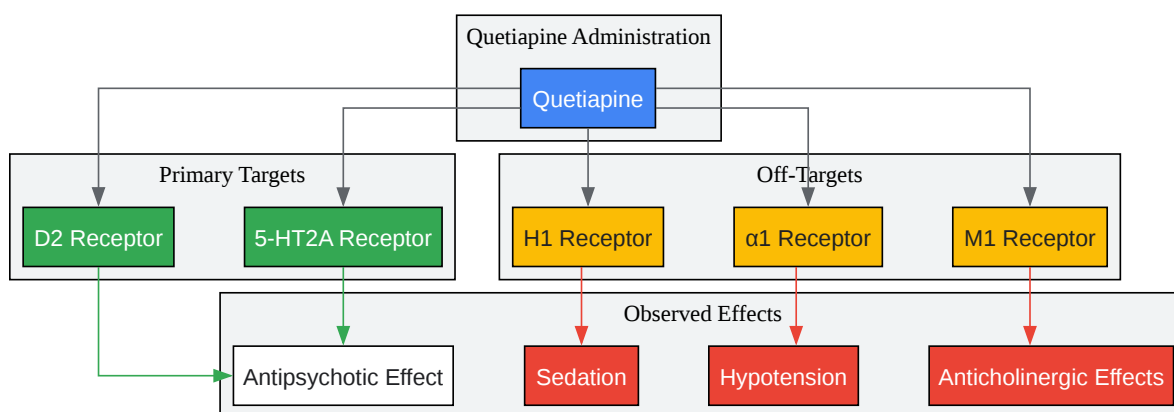 Quetiapine Administration
Quetiapine
Primary Targets
Off-Targets
D2 Receptor
5-HT2A Receptor
H1 Receptor
α1 Receptor
M1 Receptor
Observed Effects
Antipsychotic Effect
Sedation
Hypotension
Anticholinergic Effects